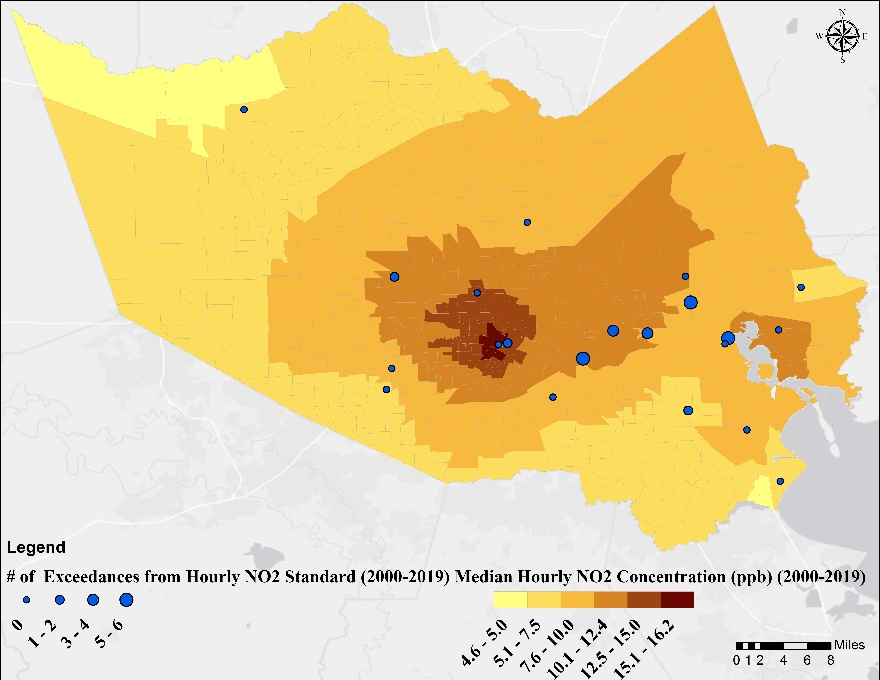 N
W E
S
Legend
# of Exceedances from Hourly NO2 Standard (2000-2019) Median Hourly NO2 Concentration (ppb) (2000-2019)
0 1 - 2 3 - 4 5 - 6
4.6 - 5.0 5.1 - 7.5 7.6 - 10.0 10.1 - 12.4 12.5 - 15.0 15.1 - 16.2
Miles
0 1 2 4 6 8